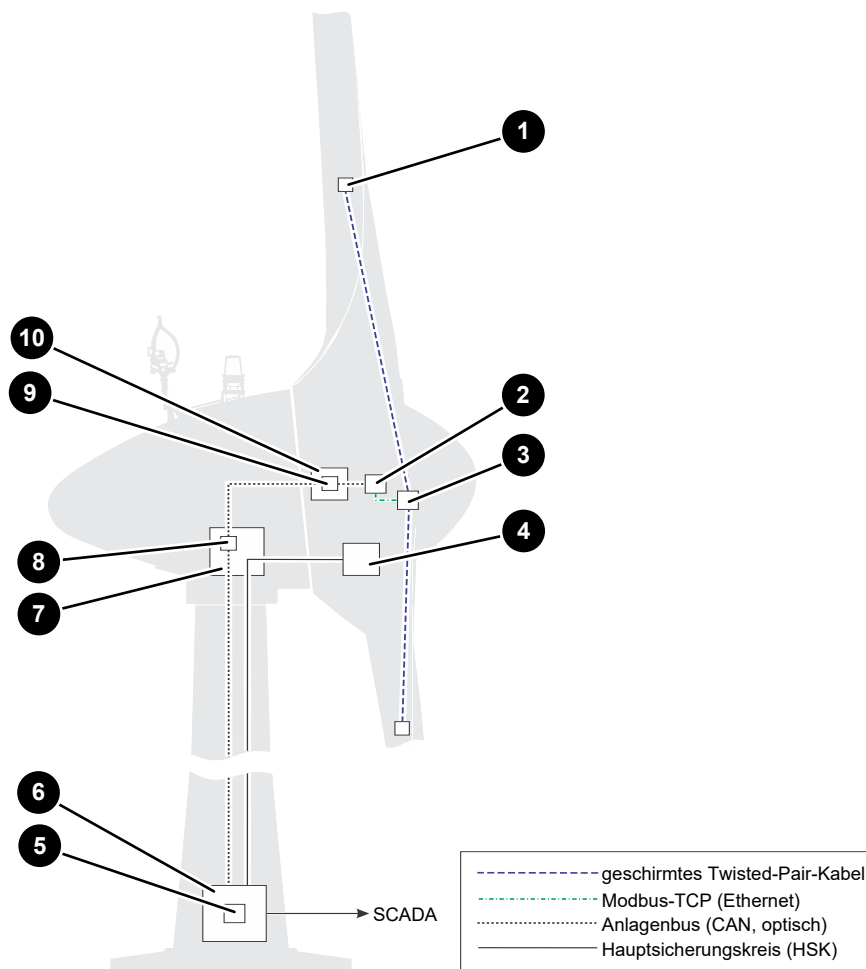 1
10
9
2
3
4
8
7
6
5
SCADA
geschirmtes Twisted-Pair-Kabel
Modbus-TCP (Ethernet)
Anlagenbus (CAN, optisch)
Hauptsicherungskreis (HSK)